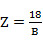 Z = 18/B